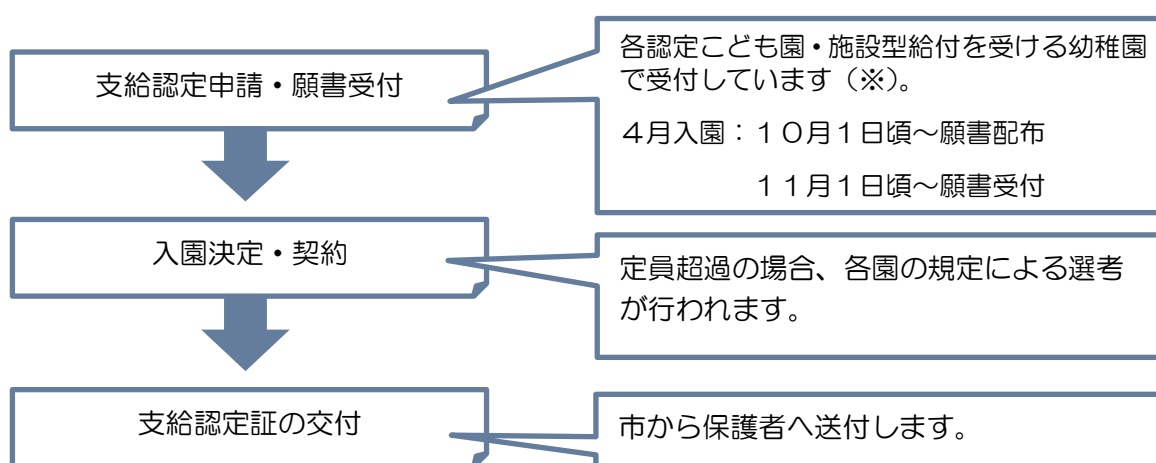 支給認定申請・願書受付
各認定こども園・施設型給付を受ける幼稚園
で受付しています（※）。
４月入園：１０月１日頃～願書配布
１１月１日頃～願書受付
入園決定・契約
定員超過の場合、各園の規定による選考
が行われます。
支給認定証の交付
市から保護者へ送付します。